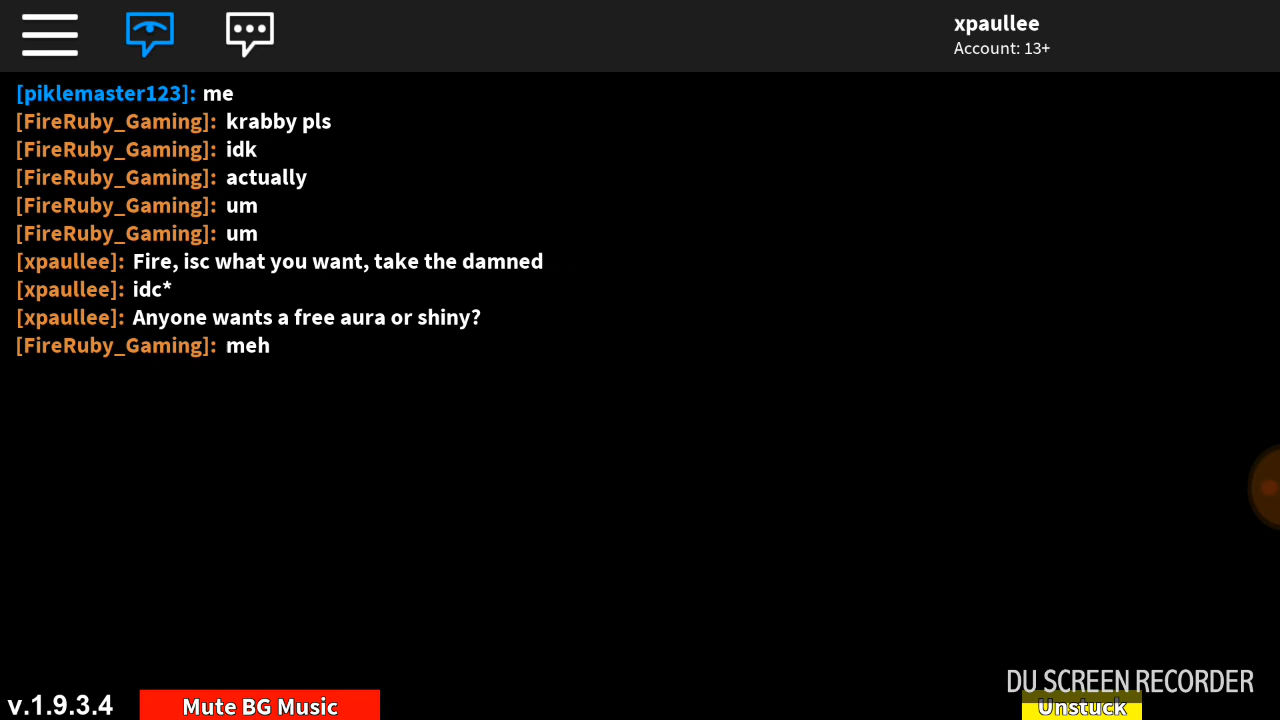 xpaullee
Account: 13+
[piklemaster123]: me
[FireRuby_Gaming]: krabby pls
[FireRuby_Gaming]: idk
[FireRuby_Gaming]: actually
[FireRuby_Gaming]: um
[FireRuby_Gaming]: um
[xpaullee]: Fire, isc what you want, take the damned
[xpaullee]: idc*
[xpaullee]: Anyone wants a free aura or shiny?
[FireRuby_Gaming]: meh
DU SCREEN RECORDER
v.1.9.3.4
Mute BG Music
Unstuck